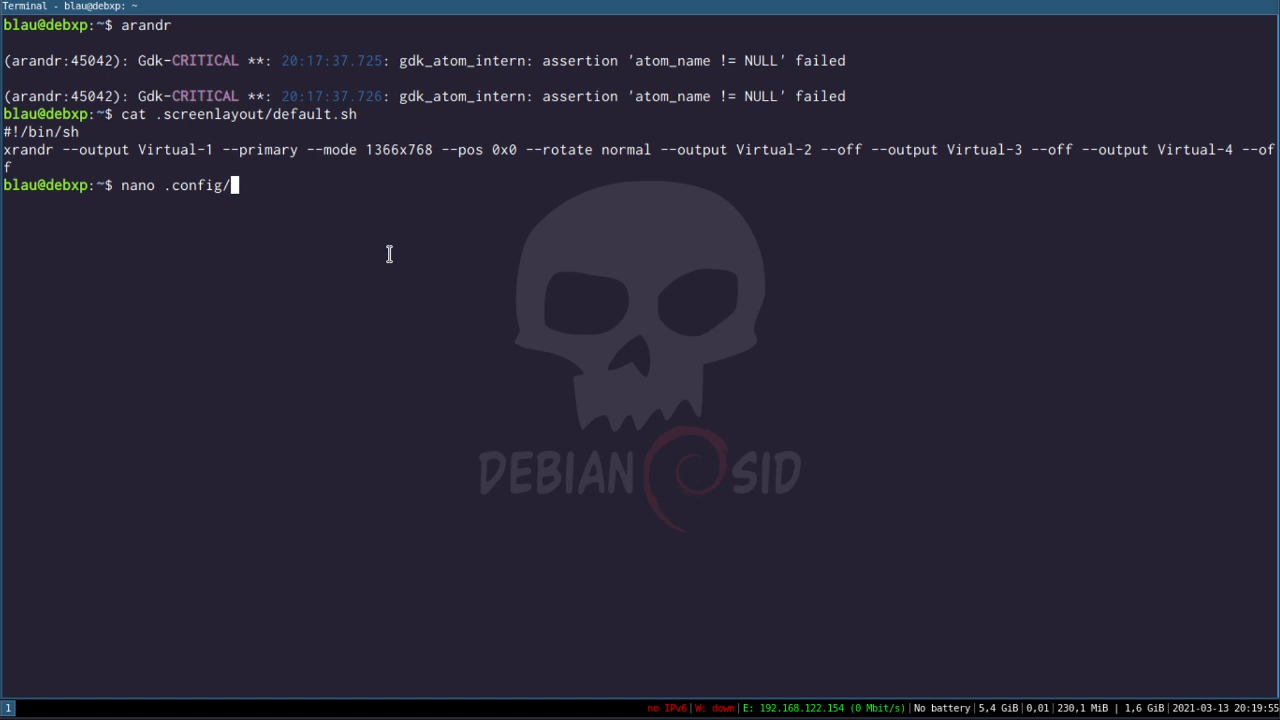 Terminal - blau@debxp: ~
blau@debxp:~$ arandr
(arandr:45042): Gdk-CRITICAL **: 20:17:37.725: gdk_atom_intern: assertion 'atom_name != NULL' failed
(arandr:45042): Gdk-CRITICAL **: 20:17:37.726: gdk_atom_intern: assertion 'atom_name != NULL' failed
blau@debxp:~$ cat .screenlayout/default.sh
#!/bin/sh
xrandr --output Virtual-1 --primary --mode 1366x768 --pos 0x0 --rotate normal --output Virtual-2 --off --output Virtual-3 --off --output Virtual-4 --of
f
blau@debxp:~$ nano .config/
DEBIAN SID
1 no IPv6|W: down|E: 192.168.122.154 (0 Mbit/s)|No battery|5,4 GiB|0,01|230,1 MiB | 1,6 GiB|2021-03-13 20:19:55